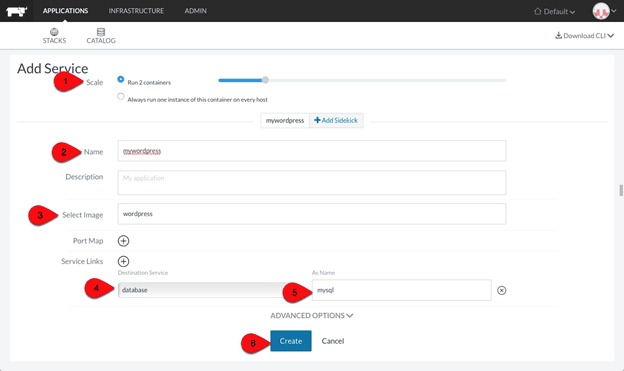 APPLICATIONS INFRASTRUCTURE ADMIN Default
STACKS CATALOG Download CLI
Add Service
1 Scale Run 2 containers
Always run one instance of this container on every host
mywordpress Add Sidekick
2 Name mywordpress
Description My application
3 Select Image wordpress
Port Map
Service Links
Destination Service As Name
4 database 5 mysql
ADVANCED OPTIONS
6 Create Cancel